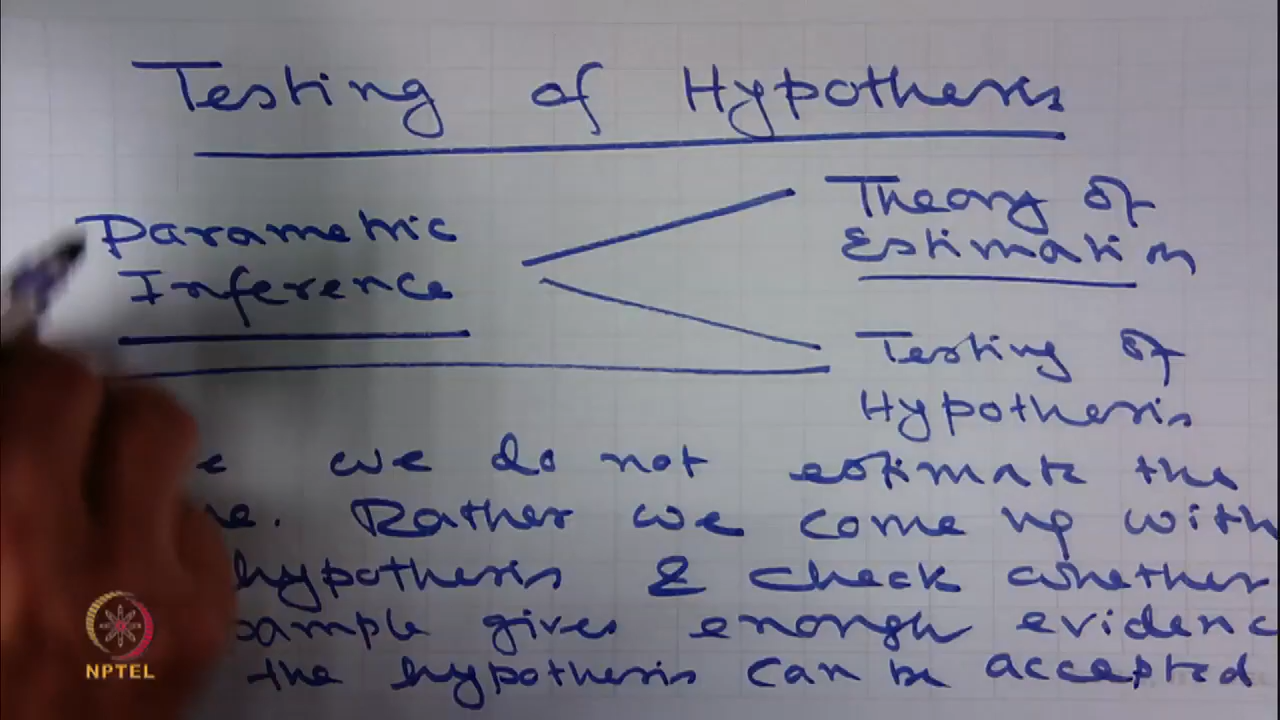 Testing of Hypothesis
Parametric
Inference
Theory of
Estimation
Testing of
Hypothesis
we do not estimate the
Rather we come up with
hypothesis & check whether
sample gives enough evidenc
the hypothesis can be accepted
NPTEL